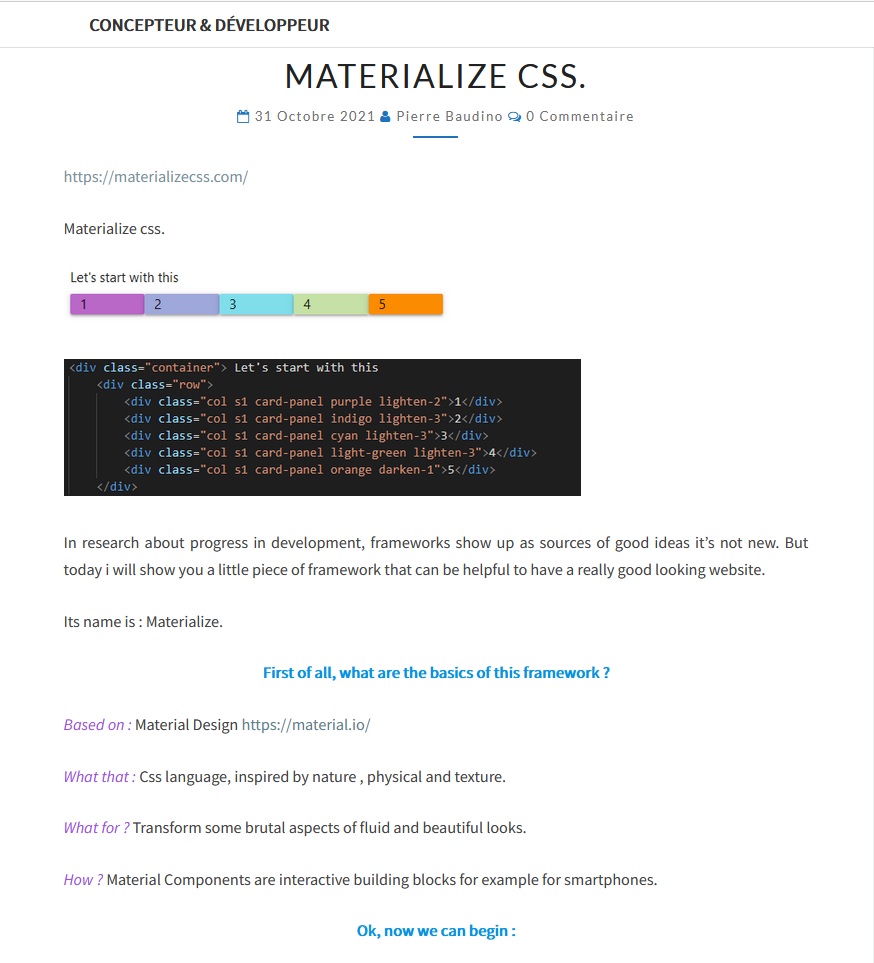 CONCEPTEUR & DÉVELOPPEUR
MATERIALIZE CSS.
31 Octobre 2021 Pierre Baudino 0 Commentaire
https://materializecss.com/
Materialize css.
Let's start with this
1 2 3 4 5
<div class="container"> Let's start with this
<div class="row">
<div class="col s1 card-panel purple lighten-2">1</div>
<div class="col s1 card-panel indigo lighten-3">2</div>
<div class="col s1 card-panel cyan lighten-3">3</div>
<div class="col s1 card-panel light-green lighten-3">4</div>
<div class="col s1 card-panel orange darken-1">5</div>
</div>
In research about progress in development, frameworks show up as sources of good ideas it’s not new. But
today i will show you a little piece of framework that can be helpful to have a really good looking website.
Its name is : Materialize.
First of all, what are the basics of this framework ?
Based on : Material Design https://material.io/
What that : Css language, inspired by nature , physical and texture.
What for ? Transform some brutal aspects of fluid and beautiful looks.
How ? Material Components are interactive building blocks for example for smartphones.
Ok, now we can begin :